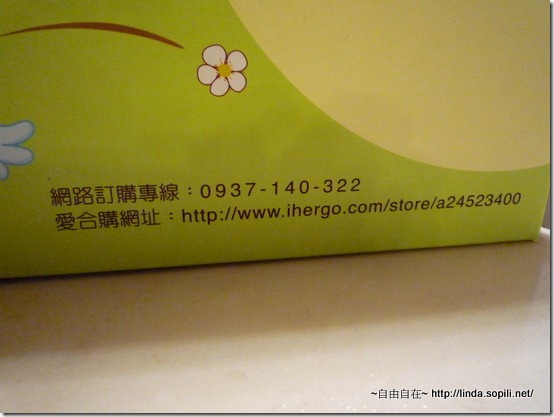 網路訂購專線：0937-140-322
愛合購網址：http://www.ihergo.com/store/a24523400
~自由自在~ http://linda.sopili.net/